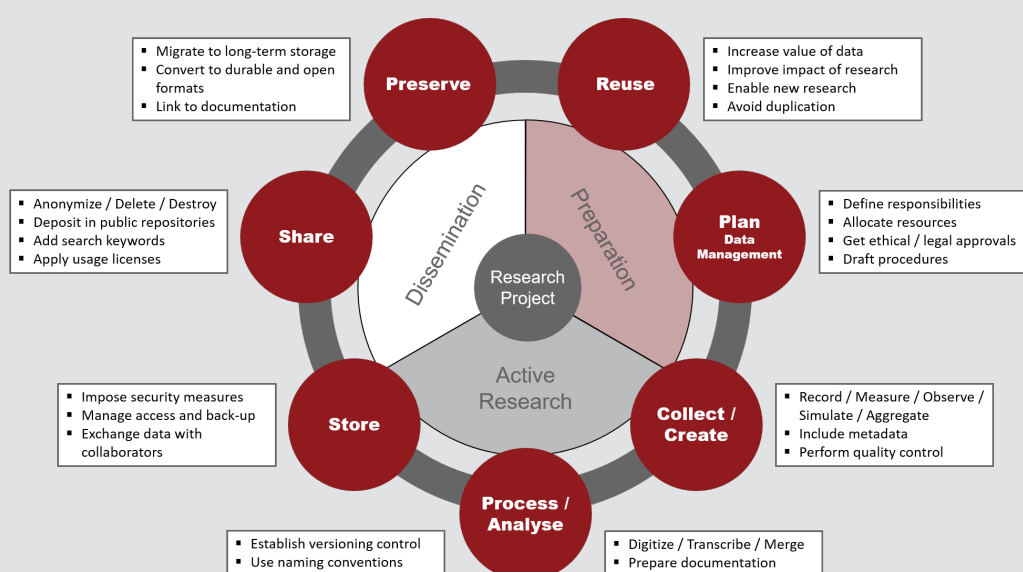 Preserve
Migrate to long-term storage
Convert to durable and open
formats
Link to documentation
Reuse
Increase value of data
Improve impact of research
Enable new research
Avoid duplication
Share
Anonymize / Delete / Destroy
Deposit in public repositories
Add search keywords
Apply usage licenses
Plan
Data
Management
Define responsibilities
Allocate resources
Get ethical / legal approvals
Draft procedures
Dissemination
Preparation
Research
Project
Active
Research
Store
Impose security measures
Manage access and back-up
Exchange data with
collaborators
Collect /
Create
Record / Measure / Observe /
Simulate / Aggregate
Include metadata
Perform quality control
Process /
Analyse
Establish versioning control
Use naming conventions
Digitize / Transcribe / Merge
Prepare documentation